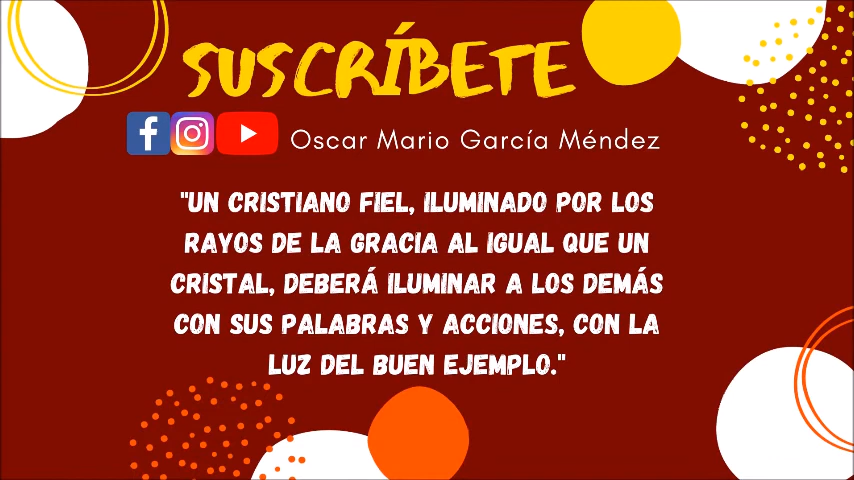 SUSCRÍBETE
Oscar Mario García Méndez
"UN CRISTIANO FIEL, ILUMINADO POR LOS
RAYOS DE LA GRACIA AL IGUAL QUE UN
CRISTAL, DEBERÁ ILUMINAR A LOS DEMÁS
CON SUS PALABRAS Y ACCIONES, CON LA
LUZ DEL BUEN EJEMPLO."